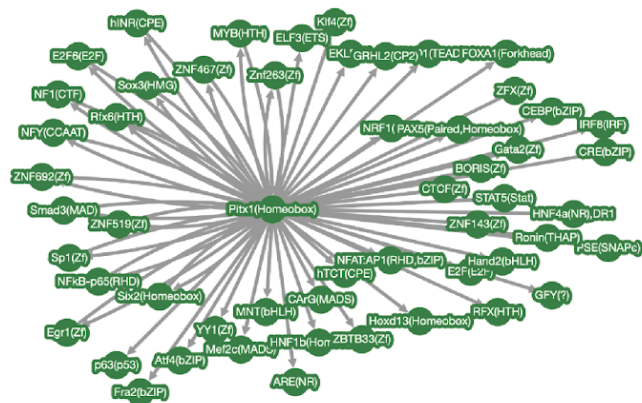 hINR(CPE)
Klf4(Zf)
MYB(HTH)
ELF3(ETS)
E2F6(E2F)
ZNF467(Zf)
EKL
GRHL2(CP2)
01(TEAD
FOXA1(Forkhead)
Sox3(HMG)
Znf263(Zf)
NF1(CTF)
ZFX(Zf)
Rfx6(HTH)
CEBP(bZIP)
NFY(CCAAT)
NRF1(
PAX5(Paired,Homeobox)
IRF8(IRF)
Gata2(Zf)
CRE(bZIP)
ZNF692(Zf)
BORIS(Zf)
CTCF(Zf)
STAT5(Stat)
Smad3(MAD)
Pitx1(Homeobox)
HNF4a(NR),DR1
ZNF519(Zf)
ZNF143(Zf)
Ronin(THAP)
PSE(SNAPc)
Sp1(Zf)
NFAT:AP1(RHD,bZIP)
Hand2(bHLH)
NFkB-p65(RHD)
hTCT(CPE)
E2F(E2F)
GFY(?)
Six2(Homeobox)
CArG(MADS)
MNT(bHLH)
RFX(HTH)
Egr1(Zf)
YY1(Zf)
Hoxd13(Homeobox)
HNF1b(Hom
ZBTB33(Zf)
Mef2c(MADS)
p63(p53)
Atf4(bZIP)
ARE(NR)
Fra2(bZIP)